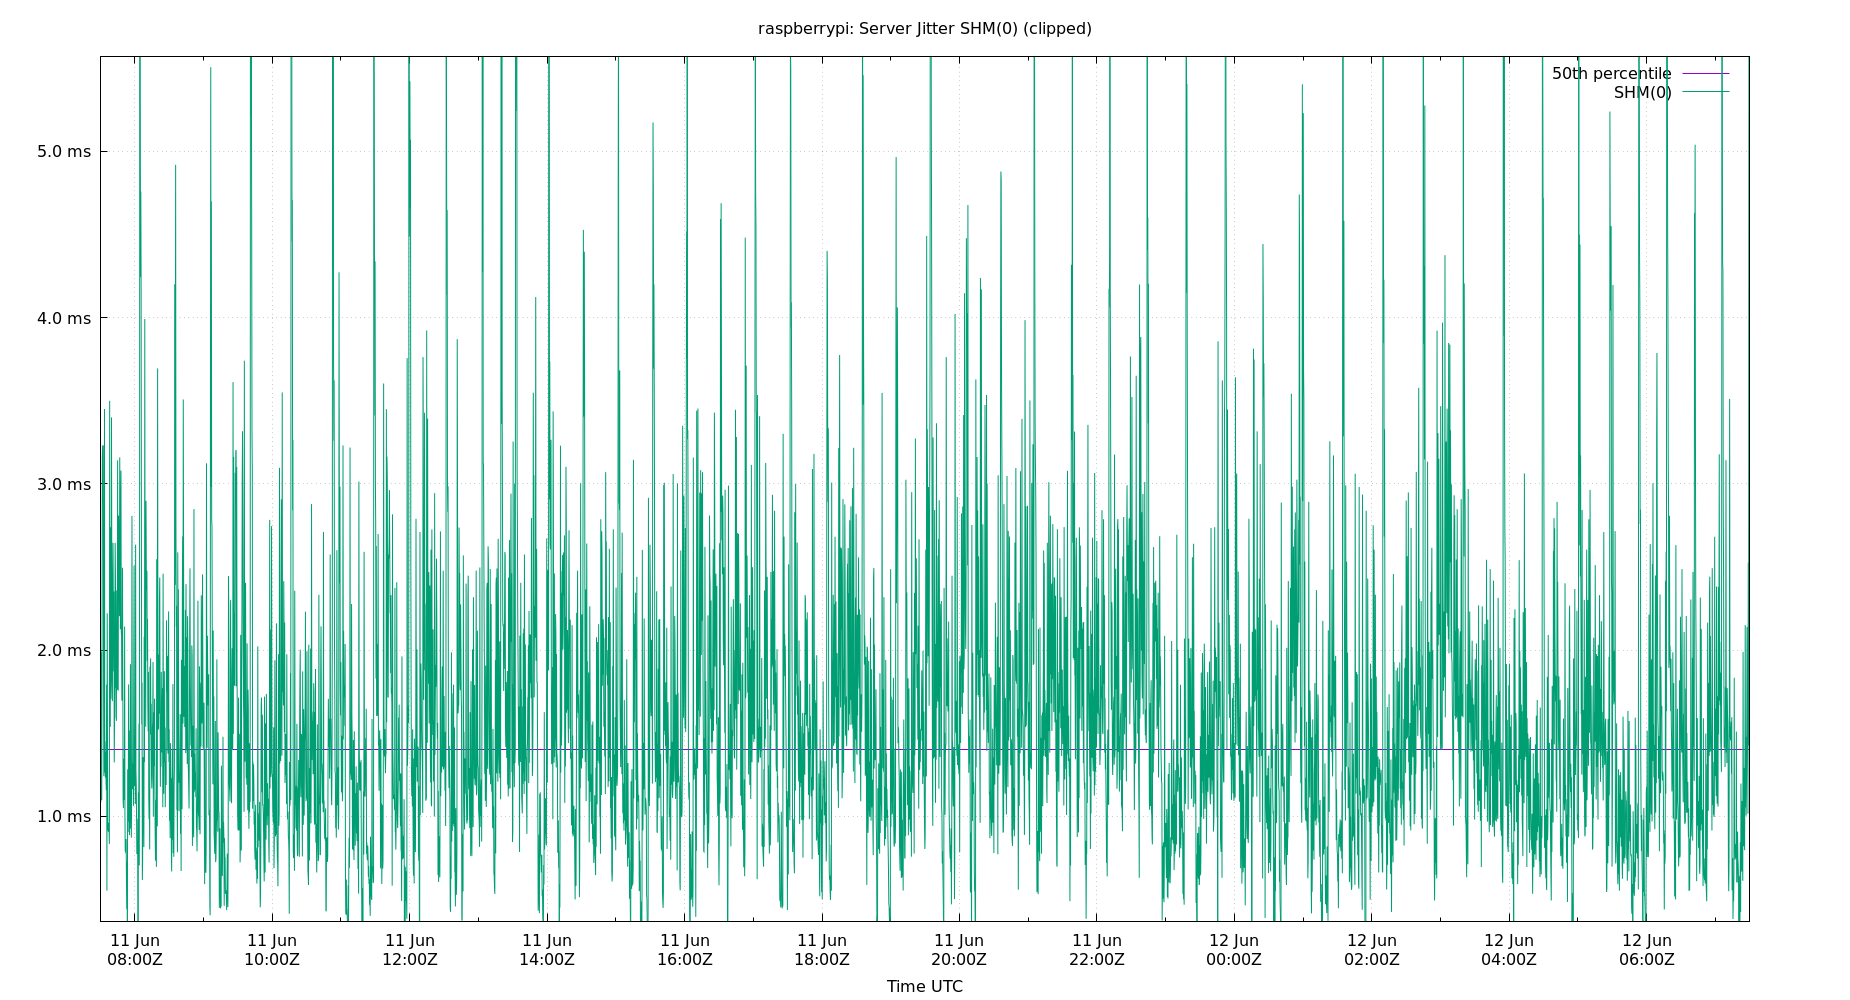 raspberrypi: Server Jitter SHM(0) (clipped)
50th percentile
SHM(0)
5.0 ms
4.0 ms
3.0 ms
2.0 ms
1.0 ms
11 Jun 11 Jun 11 Jun 11 Jun 11 Jun 11 Jun 11 Jun 11 Jun 12 Jun 12 Jun 12 Jun 12 Jun
08:00Z 10:00Z 12:00Z 14:00Z 16:00Z 18:00Z 20:00Z 22:00Z 00:00Z 02:00Z 04:00Z 06:00Z
Time UTC